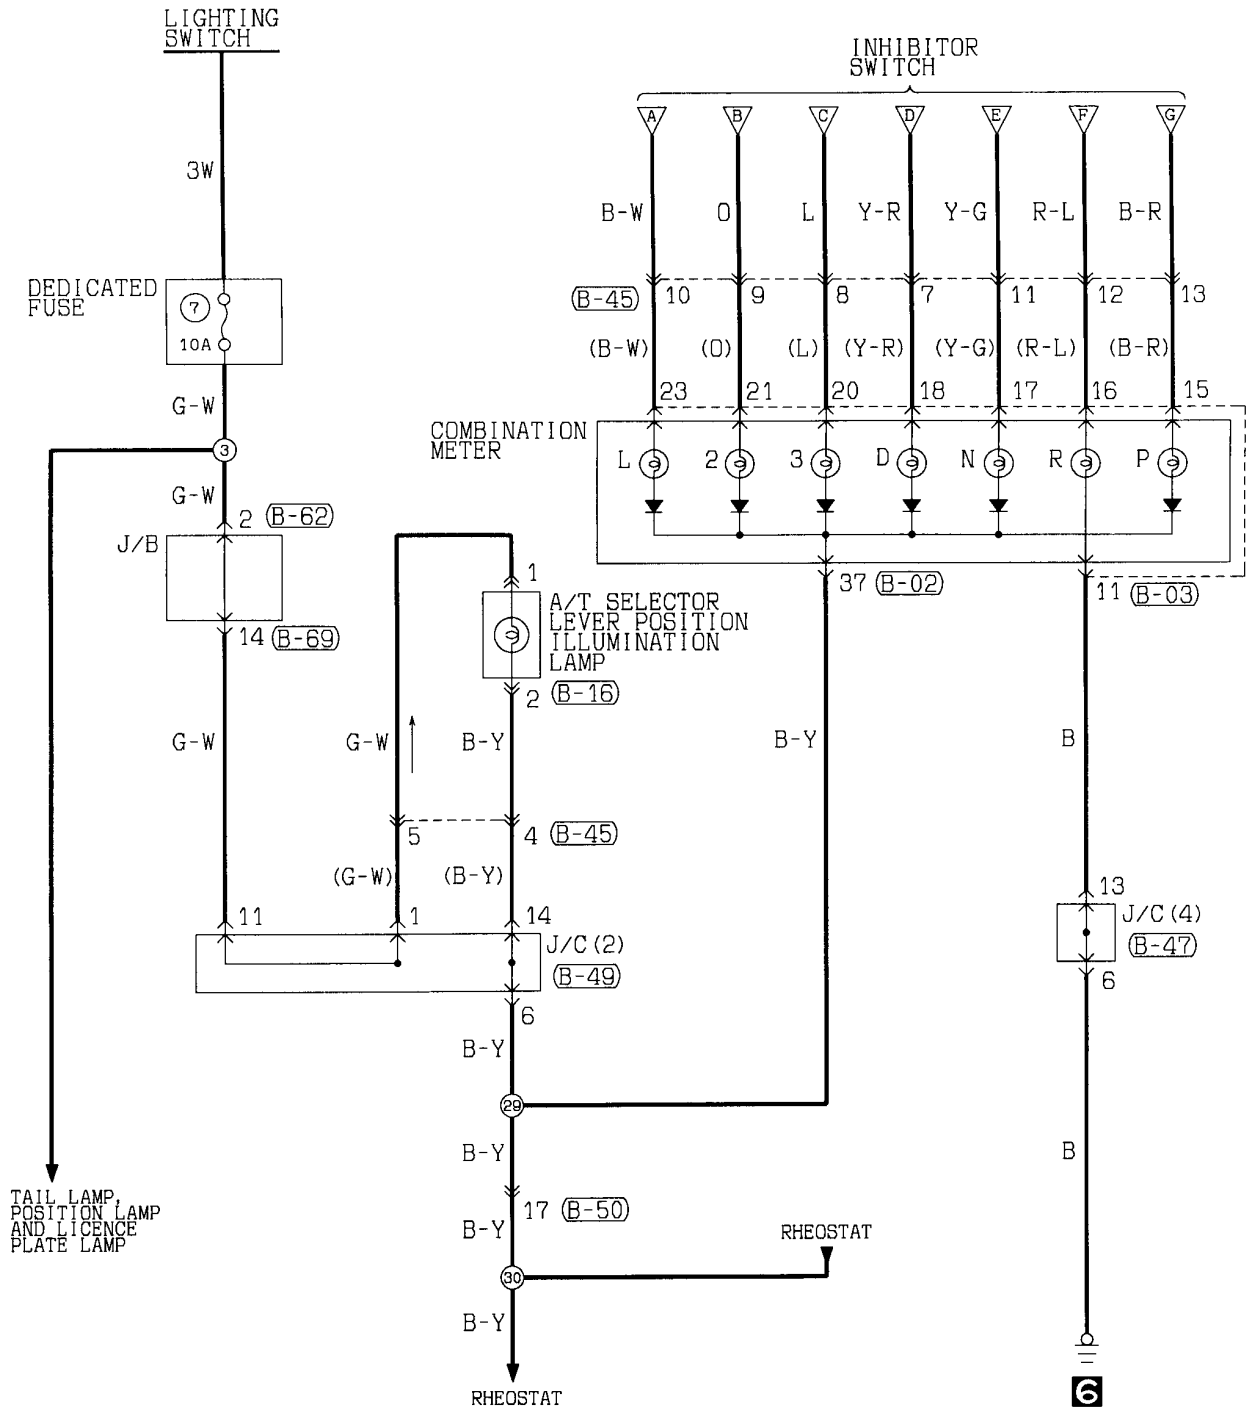 LIGHTING
SWITCH
INHIBITOR
SWITCH
A B C D E F G
3W
B-W O L Y-R Y-G R-L B-R
DEDICATED
FUSE
7
10A
B-45 10 9 8 7 11 12 13
(B-W) (O) (L) (Y-R) (Y-G) (R-L) (B-R)
G-W
23 21 20 18 17 16 15
3
COMBINATION
METER
L 2 3 D N R P
G-W
2 B-62
J/B
14 B-69
37 B-02
11 B-03
1
A/T SELECTOR
LEVER POSITION
ILLUMINATION
LAMP
2 B-16
G-W G-W B-Y B-Y B
5 4 B-45
(G-W) (B-Y)
11 1 14
J/C(2)
B-49
6
13
J/C(4)
B-47
6
B-Y
29
B-Y
B
17 B-50
B-Y
TAIL LAMP,
POSITION LAMP
AND LICENCE
PLATE LAMP
RHEOSTAT
30
B-Y
RHEOSTAT
6